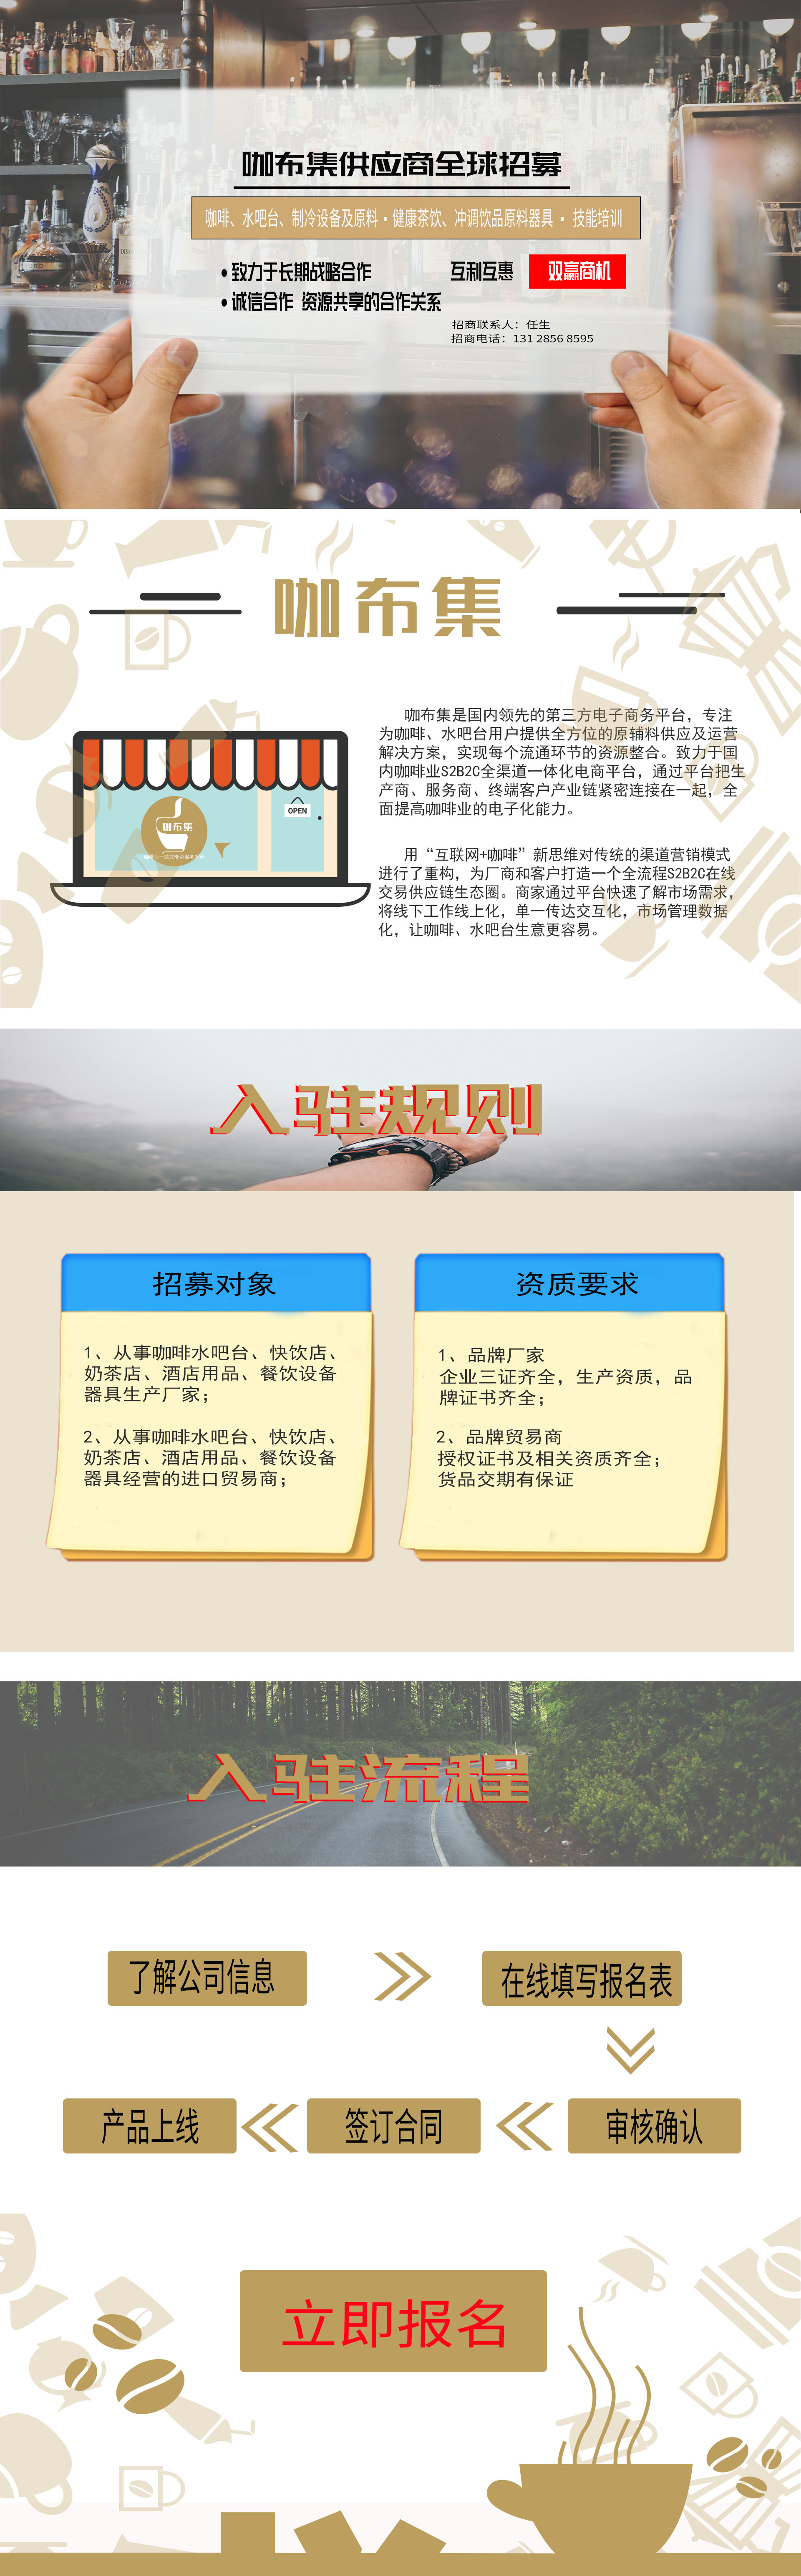 咖布集供应商全球招募
咖啡、水吧台、制冷设备及原料·健康茶饮、冲调饮品原料器具 · 技能培训
• 致力于长期战略合作
互利互惠 双赢商机
• 诚信合作 资源共享的合作关系
招商联系人：任生
招商电话：131 2856 8595
咖布集
咖布集是国内领先的第三方电子商务平台，专注
为咖啡、水吧台用户提供全方位的原辅料供应及运营
解决方案，实现每个流通环节的资源整合。致力于国
内咖啡业S2B2C全渠道一体化电商平台，通过平台把生
产商、服务商、终端客户产业链紧密连接在一起，全
面提高咖啡业的电子化能力。
OPEN
咖布集
用“互联网+咖啡”新思维对传统的渠道营销模式
进行了重构，为厂商和客户打造一个全流程S2B2C在线
交易供应链生态圈。商家通过平台快速了解市场需求，
将线下工作线上化，单一传达交互化，市场管理数据
化，让咖啡、水吧台生意更容易。
入驻规则
招募对象
1、从事咖啡水吧台、快饮店、
奶茶店、酒店用品、餐饮设备
器具生产厂家；
2、从事咖啡水吧台、快饮店、
奶茶店、酒店用品、餐饮设备
器具经营的进口贸易商；
资质要求
1、品牌厂家
企业三证齐全，生产资质，品
牌证书齐全；
2、品牌贸易商
授权证书及相关资质齐全；
货品交期有保证
入驻流程
了解公司信息
在线填写报名表
产品上线
签订合同
审核确认
立即报名